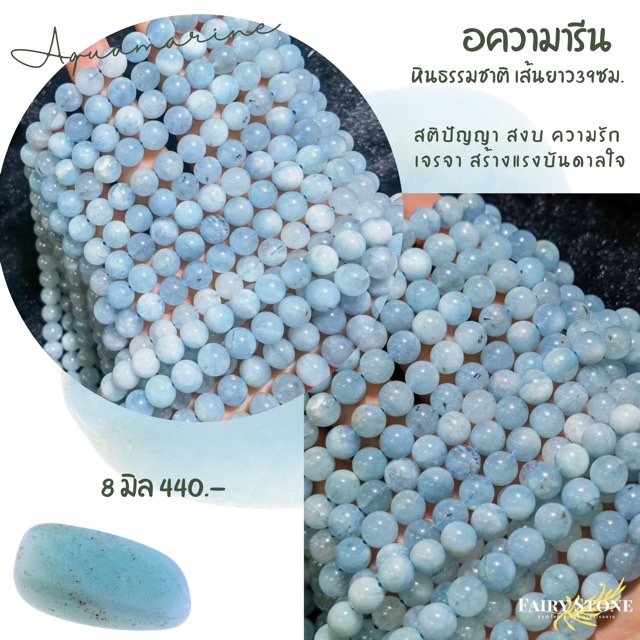 Aquamarine
อความารีน
หินธรรมชาติ เส้นยาว39ซม.
สติปัญญา สงบ ความรัก
เจรจา สร้างแรงบันดาลใจ
8 มิล 440.-
FAIRY STONE